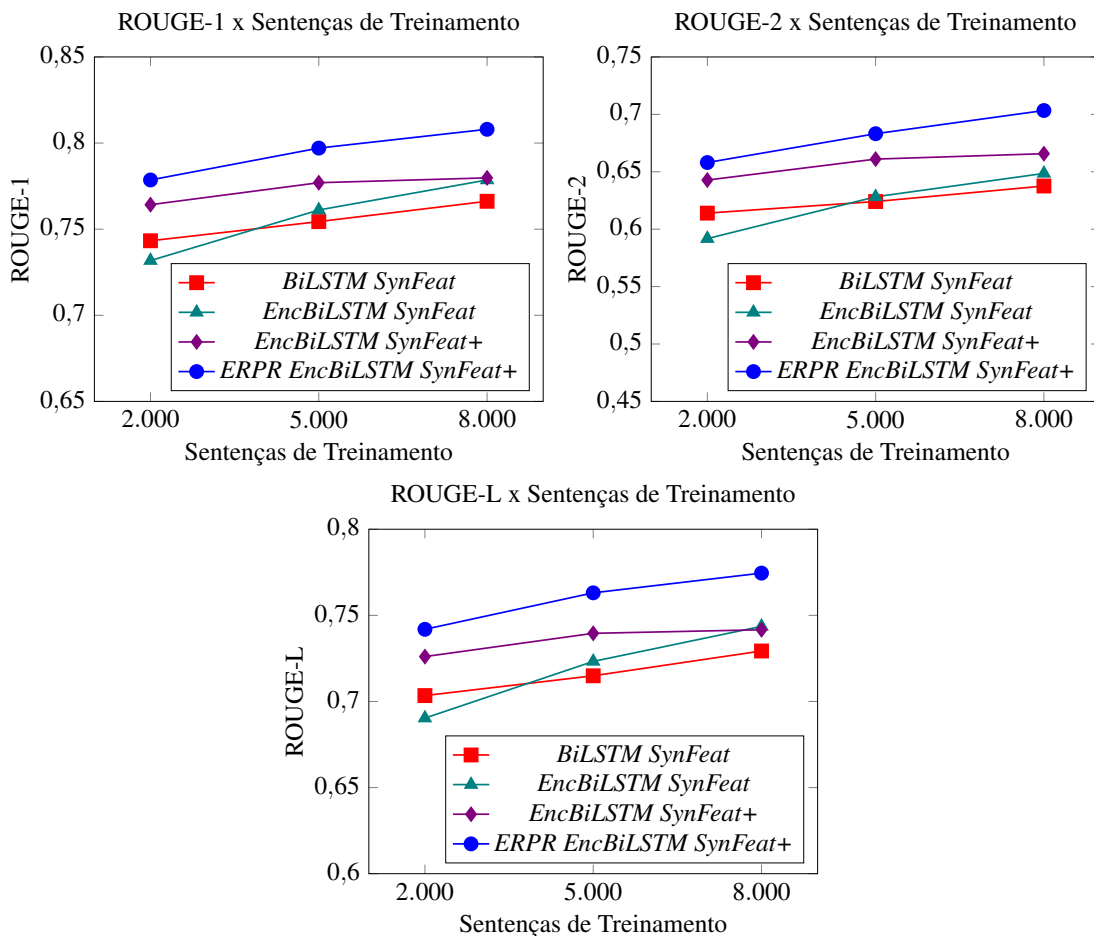 ROUGE-1 x Sentenças de Treinamento
0,85
0,8
0,75
0,7
0,65
ROUGE-1
BiLSTM SynFeat
EncBiLSTM SynFeat
EncBiLSTM SynFeat+
ERPR EncBiLSTM SynFeat+
2.000 5.000 8.000
Sentenças de Treinamento
ROUGE-2 x Sentenças de Treinamento
0,75
0,7
0,65
0,6
0,55
0,5
0,45
ROUGE-2
BiLSTM SynFeat
EncBiLSTM SynFeat
EncBiLSTM SynFeat+
ERPR EncBiLSTM SynFeat+
2.000 5.000 8.000
Sentenças de Treinamento
ROUGE-L x Sentenças de Treinamento
0,8
0,75
0,7
0,65
0,6
ROUGE-L
BiLSTM SynFeat
EncBiLSTM SynFeat
EncBiLSTM SynFeat+
ERPR EncBiLSTM SynFeat+
2.000 5.000 8.000
Sentenças de Treinamento